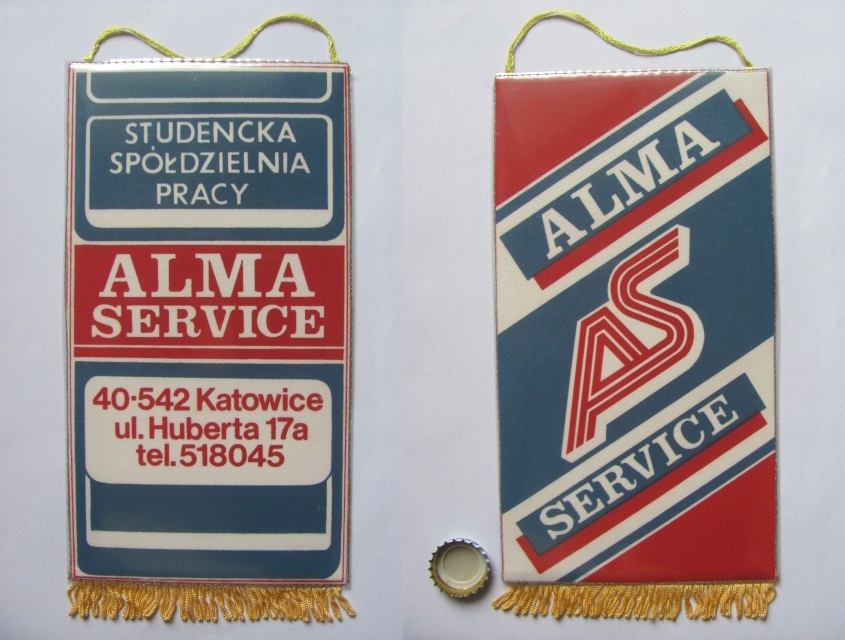 STUDENCKA
SPÓŁDZIELNIA
PRACY
ALMA
SERVICE
40-542 Katowice
ul. Huberta 17a
tel. 518045
ALMA
AS
SERVICE